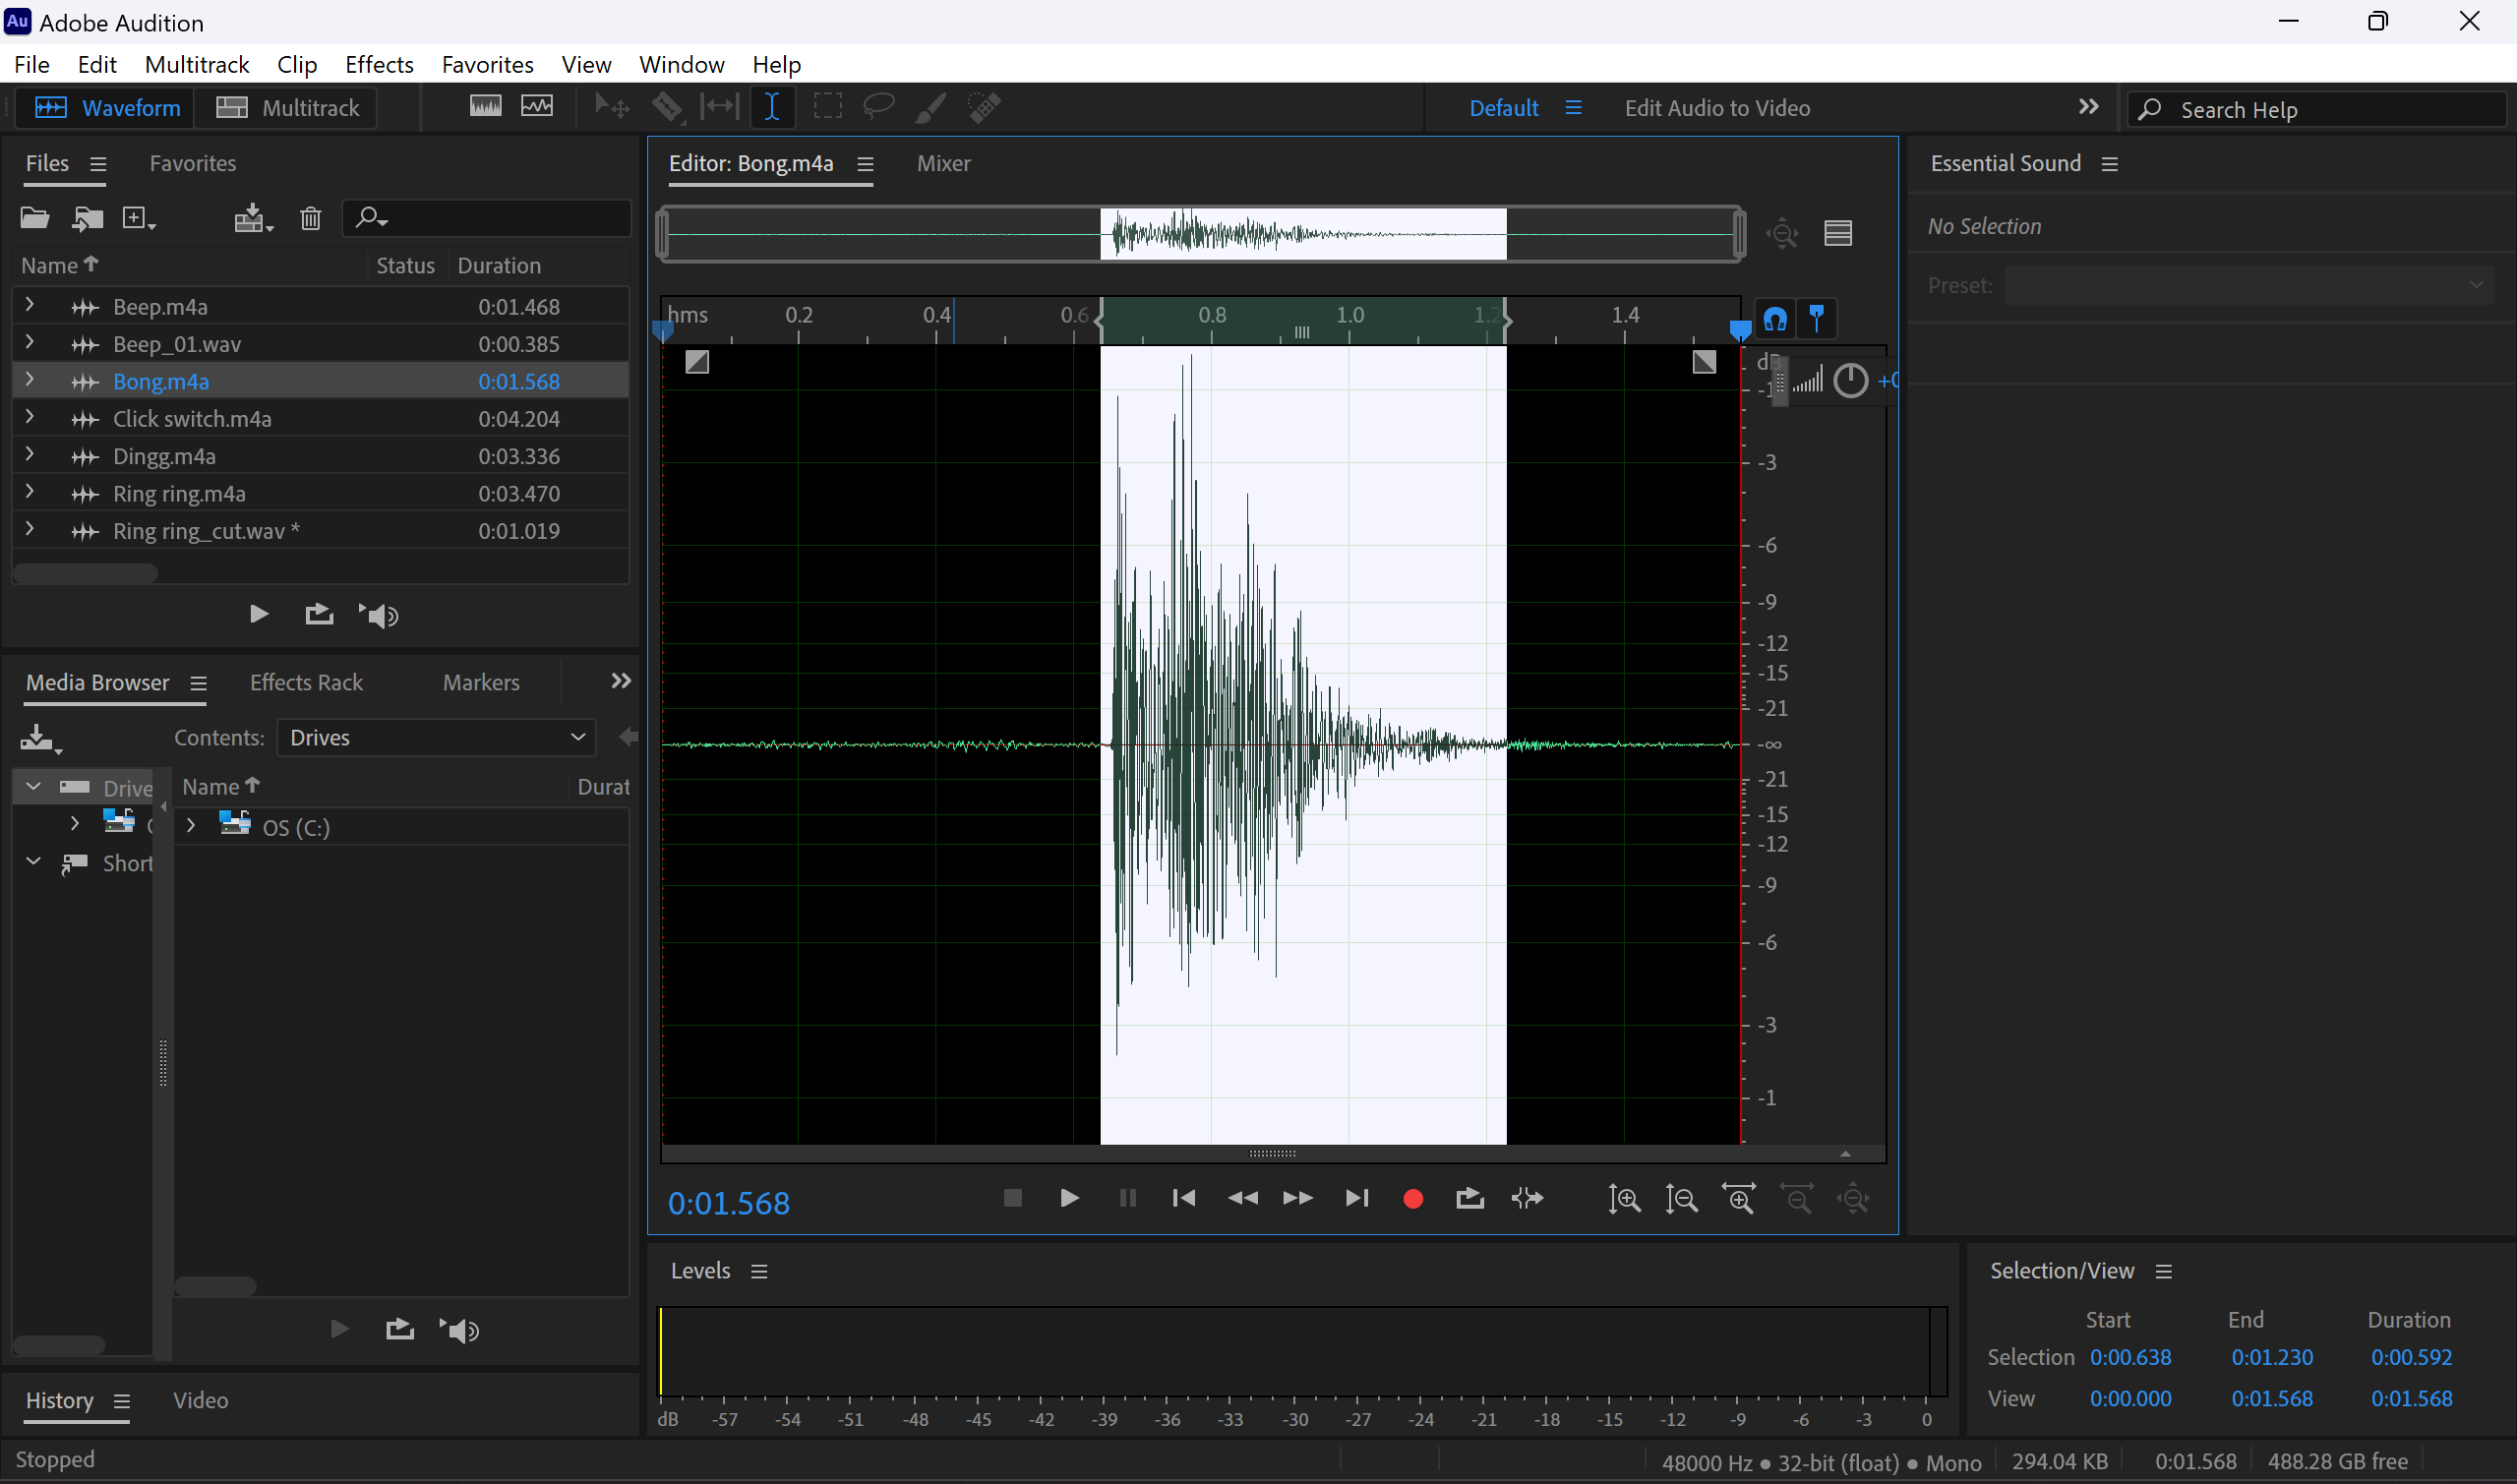 Au Adobe Audition
File Edit Multitrack Clip Effects Favorites View Window Help
Waveform Multitrack Default Edit Audio to Video Search Help
Files Favorites
Name Status Duration
Beep.m4a 0:01.468
Beep_01.wav 0:00.385
Bong.m4a 0:01.568
Click switch.m4a 0:04.204
Dingg.m4a 0:03.336
Ring ring.m4a 0:03.470
Ring ring_cut.wav * 0:01.019
Media Browser Effects Rack Markers
Contents: Drives
Drive
Short
Name Durat
OS (C:)
History Video
Stopped
Editor: Bong.m4a Mixer
hms 0.2 0.4 0.6 0.8 1.0 1.2 1.4
dB
-1
-3
-6
-9
-12
-15
-21
-∞
-21
-15
-12
-9
-6
-3
-1
+0
0:01.568
Levels
dB -57 -54 -51 -48 -45 -42 -39 -36 -33 -30 -27 -24 -21 -18 -15 -12 -9 -6 -3 0
Essential Sound
No Selection
Preset:
Selection/View
Start End Duration
Selection 0:00.638 0:01.230 0:00.592
View 0:00.000 0:01.568 0:01.568
48000 Hz ● 32-bit (float) ● Mono 294.04 KB 0:01.568 488.28 GB free